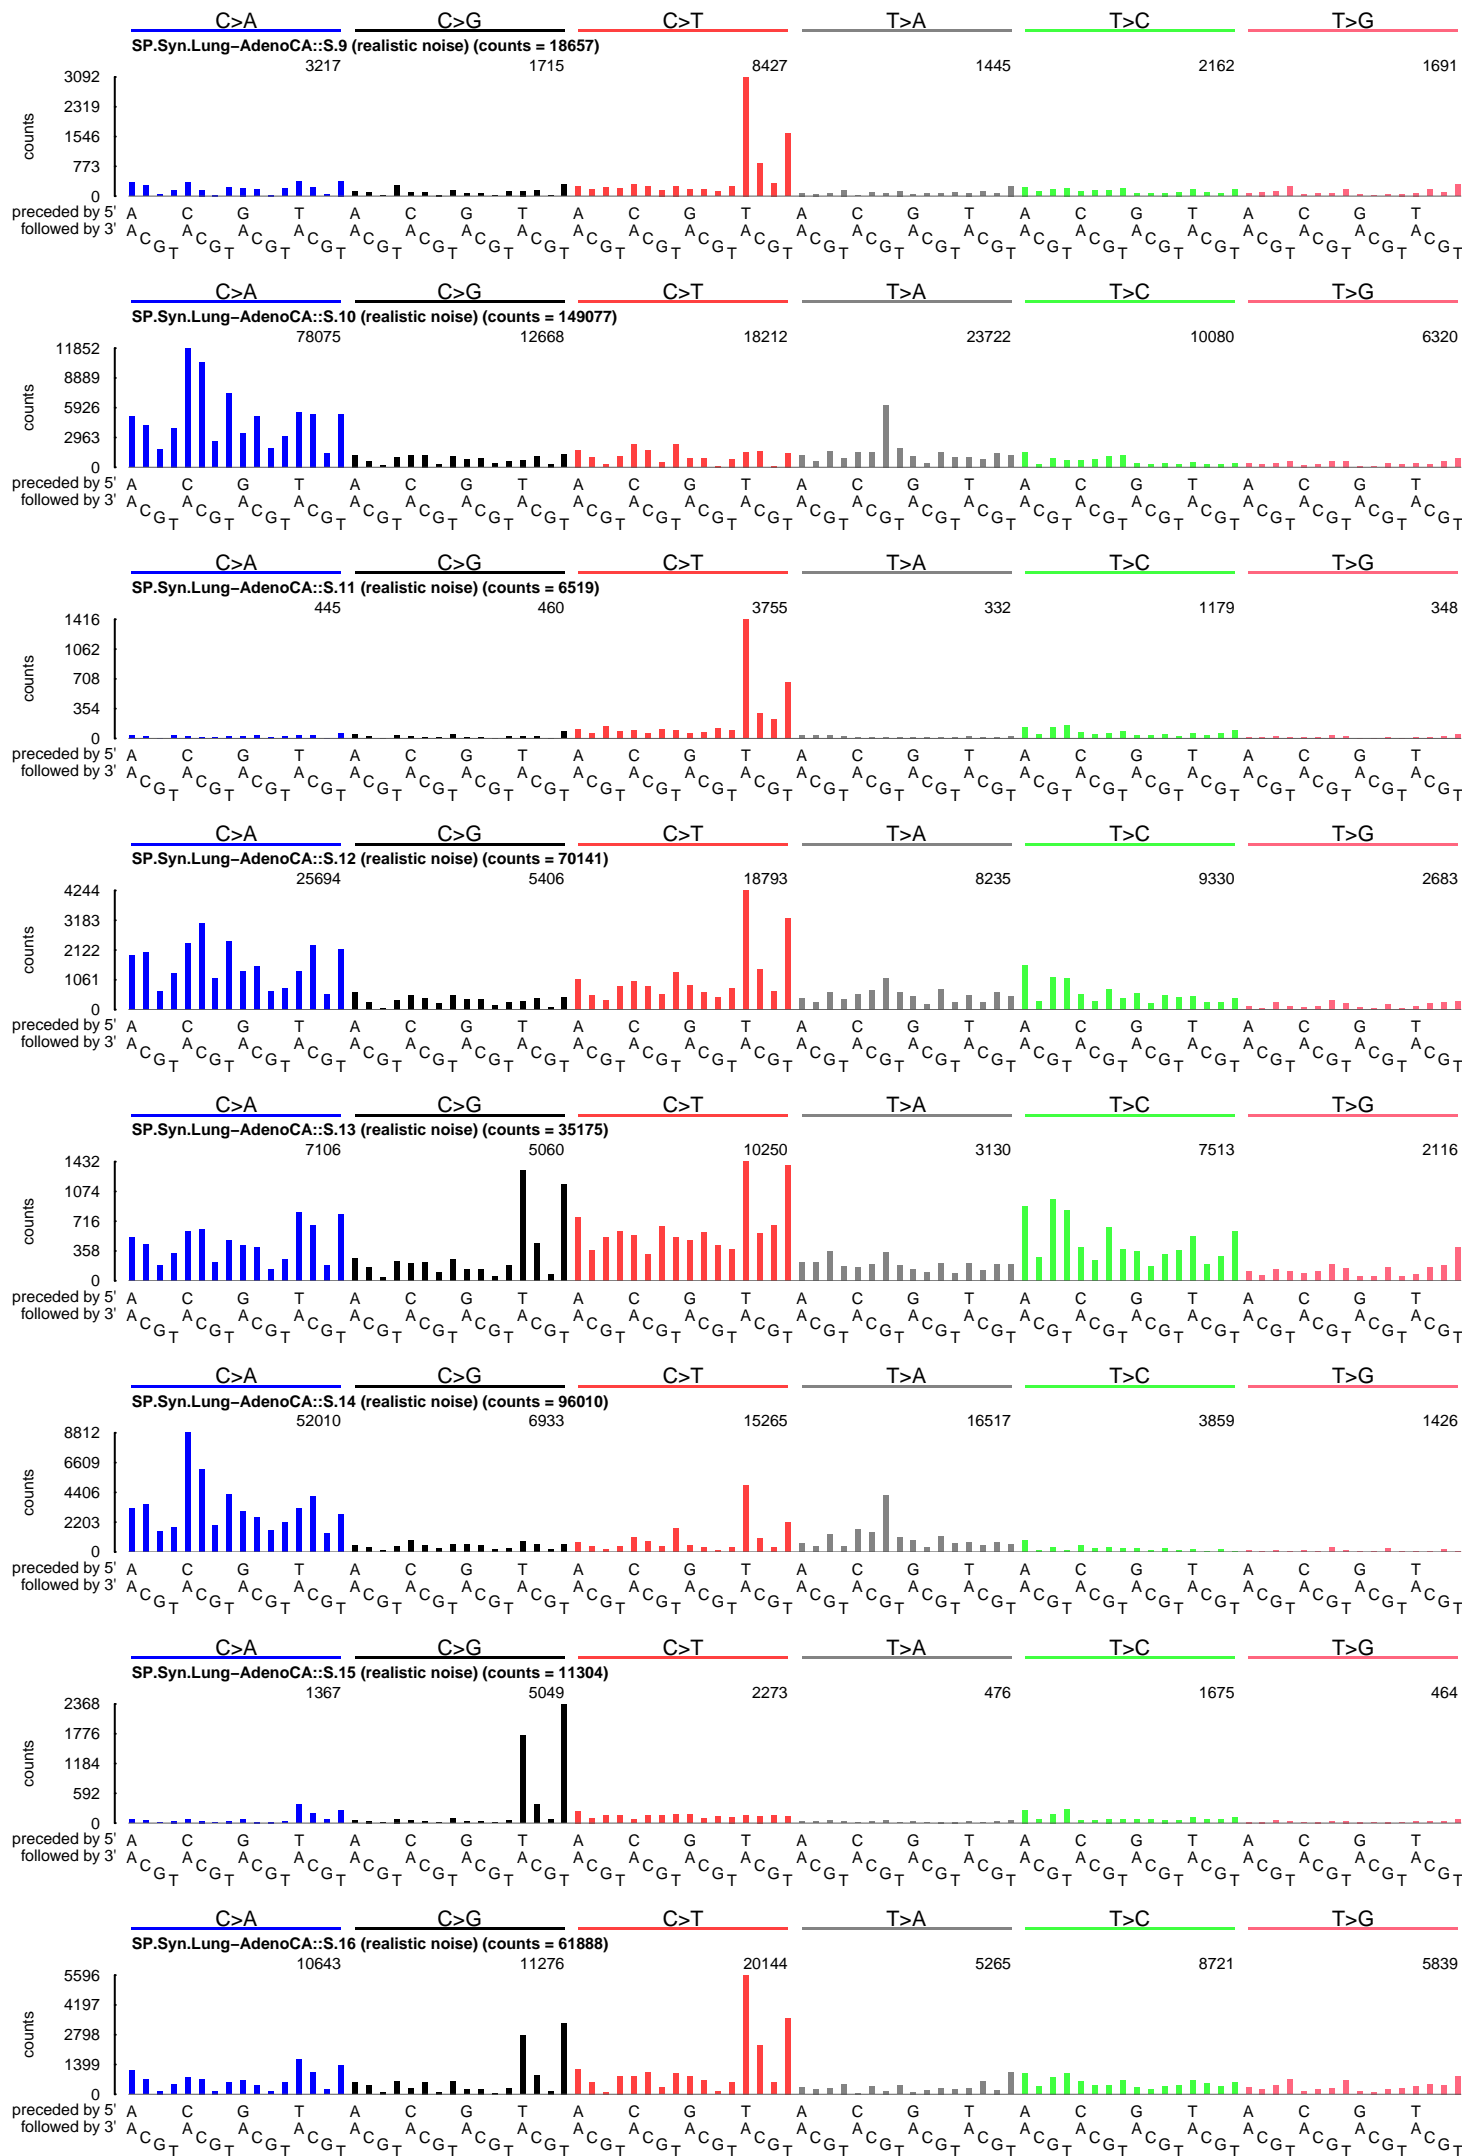 C>A C>G C>T T>A T>C T>G
SP.Syn.Lung−AdenoCA::S.9 (realistic noise) (counts = 18657)
3217 1715 8427 1445 2162 1691
3092
2319
1546
773
0
counts
preceded by 5' A C G T A C G T A C G T A C G T A C G T A C G T
followed by 3' A C G T A C G T A C G T A C G T A C G T A C G T A C G T A C G T A C G T A C G T A C G T A C G T A C G T A C G T A C G T A C G T A C G T A C G T A C G T A C G T A C G T A C G T A C G T A C G T
C>A C>G C>T T>A T>C T>G
SP.Syn.Lung−AdenoCA::S.10 (realistic noise) (counts = 149077)
78075 12668 18212 23722 10080 6320
11852
8889
5926
2963
0
counts
preceded by 5' A C G T A C G T A C G T A C G T A C G T A C G T
followed by 3' A C G T A C G T A C G T A C G T A C G T A C G T A C G T A C G T A C G T A C G T A C G T A C G T A C G T A C G T A C G T A C G T A C G T A C G T A C G T A C G T A C G T A C G T A C G T A C G T
C>A C>G C>T T>A T>C T>G
SP.Syn.Lung−AdenoCA::S.11 (realistic noise) (counts = 6519)
445 460 3755 332 1179 348
1416
1062
708
354
0
counts
preceded by 5' A C G T A C G T A C G T A C G T A C G T A C G T
followed by 3' A C G T A C G T A C G T A C G T A C G T A C G T A C G T A C G T A C G T A C G T A C G T A C G T A C G T A C G T A C G T A C G T A C G T A C G T A C G T A C G T A C G T A C G T A C G T A C G T
C>A C>G C>T T>A T>C T>G
SP.Syn.Lung−AdenoCA::S.12 (realistic noise) (counts = 70141)
25694 5406 18793 8235 9330 2683
4244
3183
2122
1061
0
counts
preceded by 5' A C G T A C G T A C G T A C G T A C G T A C G T
followed by 3' A C G T A C G T A C G T A C G T A C G T A C G T A C G T A C G T A C G T A C G T A C G T A C G T A C G T A C G T A C G T A C G T A C G T A C G T A C G T A C G T A C G T A C G T A C G T A C G T
C>A C>G C>T T>A T>C T>G
SP.Syn.Lung−AdenoCA::S.13 (realistic noise) (counts = 35175)
7106 5060 10250 3130 7513 2116
1432
1074
716
358
0
counts
preceded by 5' A C G T A C G T A C G T A C G T A C G T A C G T
followed by 3' A C G T A C G T A C G T A C G T A C G T A C G T A C G T A C G T A C G T A C G T A C G T A C G T A C G T A C G T A C G T A C G T A C G T A C G T A C G T A C G T A C G T A C G T A C G T A C G T
C>A C>G C>T T>A T>C T>G
SP.Syn.Lung−AdenoCA::S.14 (realistic noise) (counts = 96010)
52010 6933 15265 16517 3859 1426
8812
6609
4406
2203
0
counts
preceded by 5' A C G T A C G T A C G T A C G T A C G T A C G T
followed by 3' A C G T A C G T A C G T A C G T A C G T A C G T A C G T A C G T A C G T A C G T A C G T A C G T A C G T A C G T A C G T A C G T A C G T A C G T A C G T A C G T A C G T A C G T A C G T A C G T
C>A C>G C>T T>A T>C T>G
SP.Syn.Lung−AdenoCA::S.15 (realistic noise) (counts = 11304)
1367 5049 2273 476 1675 464
2368
1776
1184
592
0
counts
preceded by 5' A C G T A C G T A C G T A C G T A C G T A C G T
followed by 3' A C G T A C G T A C G T A C G T A C G T A C G T A C G T A C G T A C G T A C G T A C G T A C G T A C G T A C G T A C G T A C G T A C G T A C G T A C G T A C G T A C G T A C G T A C G T A C G T
C>A C>G C>T T>A T>C T>G
SP.Syn.Lung−AdenoCA::S.16 (realistic noise) (counts = 61888)
10643 11276 20144 5265 8721 5839
5596
4197
2798
1399
0
counts
preceded by 5' A C G T A C G T A C G T A C G T A C G T A C G T
followed by 3' A C G T A C G T A C G T A C G T A C G T A C G T A C G T A C G T A C G T A C G T A C G T A C G T A C G T A C G T A C G T A C G T A C G T A C G T A C G T A C G T A C G T A C G T A C G T A C G T